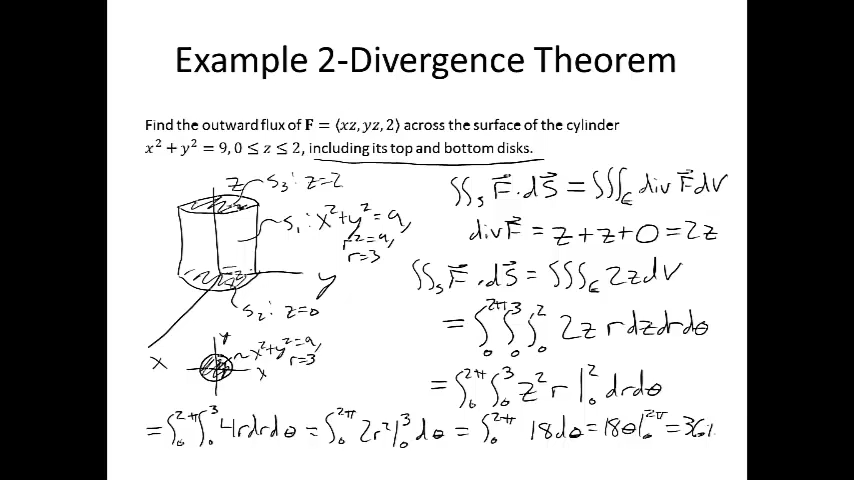 Example 2-Divergence Theorem
Find the outward flux of F = ⟨xz, yz, 2⟩ across the surface of the cylinder
x² + y² = 9, 0 ≤ z ≤ 2, including its top and bottom disks.
z S₃: z=2
S₁: x²+y²=9,
r²=9,
r=3
y
S₂: z=0
x
y
x²+y²=9,
r=3
x
∬ₛ F⃗ · dS⃗ = ∭_E div F⃗ dV
div F⃗ = z + z + 0 = 2z
∬ₛ F⃗ · dS⃗ = ∭_E 2z dV
= ∫₀^2π ∫₀^3 ∫₀^2 2z r dz dr dθ
= ∫₀^2π ∫₀^3 z² r |₀^2 dr dθ
= ∫₀^2π ∫₀^3 4r dr dθ = ∫₀^2π 2r² |₀^3 dθ = ∫₀^2π 18 dθ = 18θ |₀^2π = 36